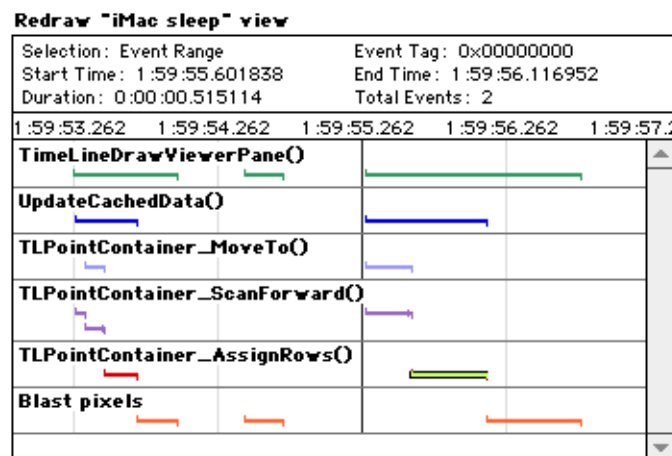 Redraw "iMac sleep" view
Selection: Event Range Event Tag: 0x00000000
Start Time: 1:59:55.601838 End Time: 1:59:56.116952
Duration: 0:00:00.515114 Total Events: 2
1:59:53.262 1:59:54.262 1:59:55.262 1:59:56.262 1:59:57.2
TimeLineDrawViewerPane()
UpdateCachedData()
TLPointContainer_MoveTo()
TLPointContainer_ScanForward()
TLPointContainer_AssignRows()
Blast pixels